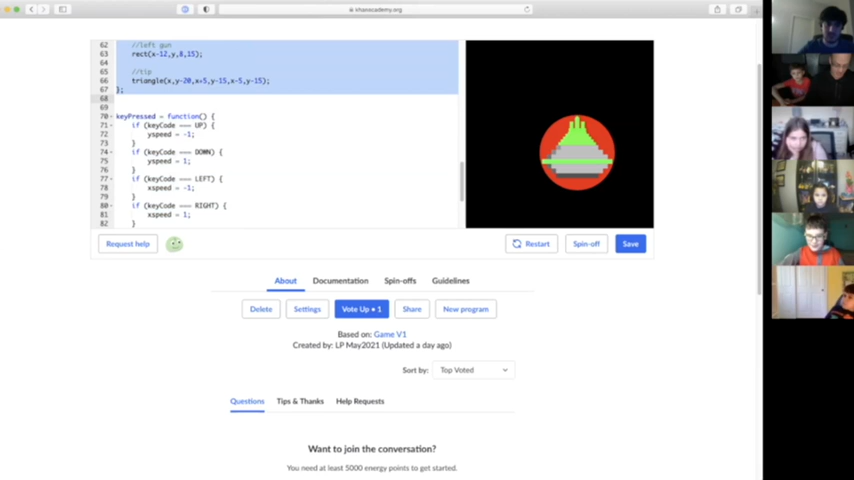 khanacademy.org
62 //left gun
63 rect(x-12,y,8,15);
64
65 //tip
66 triangle(x,y-20,x+5,y-15,x-5,y-15);
67 };
68
69
70 keyPressed = function() {
71 if (keyCode === UP) {
72 yspeed = -1;
73 }
74 if (keyCode === DOWN) {
75 yspeed = 1;
76 }
77 if (keyCode === LEFT) {
78 xspeed = -1;
79 }
80 if (keyCode === RIGHT) {
81 xspeed = 1;
82 }
Request help
Restart
Spin-off
Save
About Documentation Spin-offs Guidelines
Delete Settings Vote Up • 1 Share New program
Based on: Game V1
Created by: LP May2021 (Updated a day ago)
Sort by: Top Voted
Questions Tips & Thanks Help Requests
Want to join the conversation?
You need at least 5000 energy points to get started.